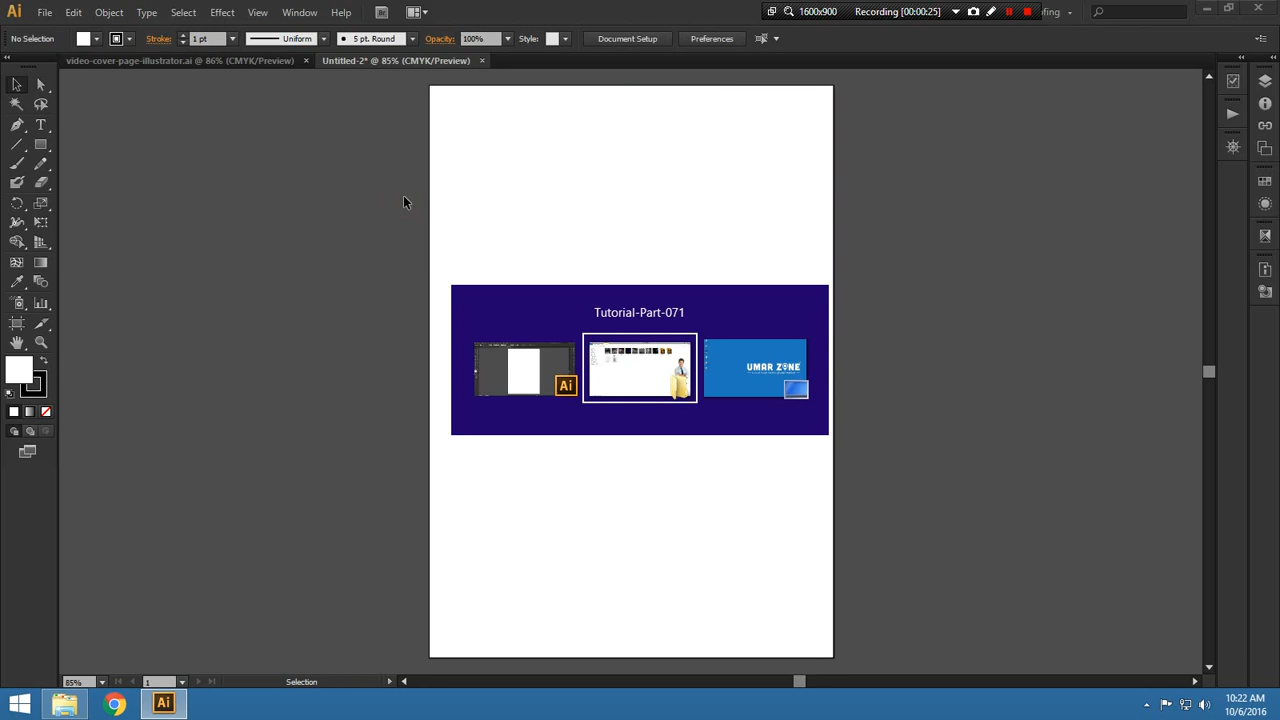 Ai File Edit Object Type Select Effect View Window Help Br 1600x900 Recording [00:00:25]
No Selection Stroke: 1 pt Uniform 5 pt. Round Opacity: 100% Style: Document Setup Preferences
video-cover-page-illustrator.ai @ 86% (CMYK/Preview) × Untitled-2* @ 85% (CMYK/Preview) ×
Tutorial-Part-071
UMAR ZONE
Ai
85% 1 Selection
Ai 10:22 AM
10/6/2016